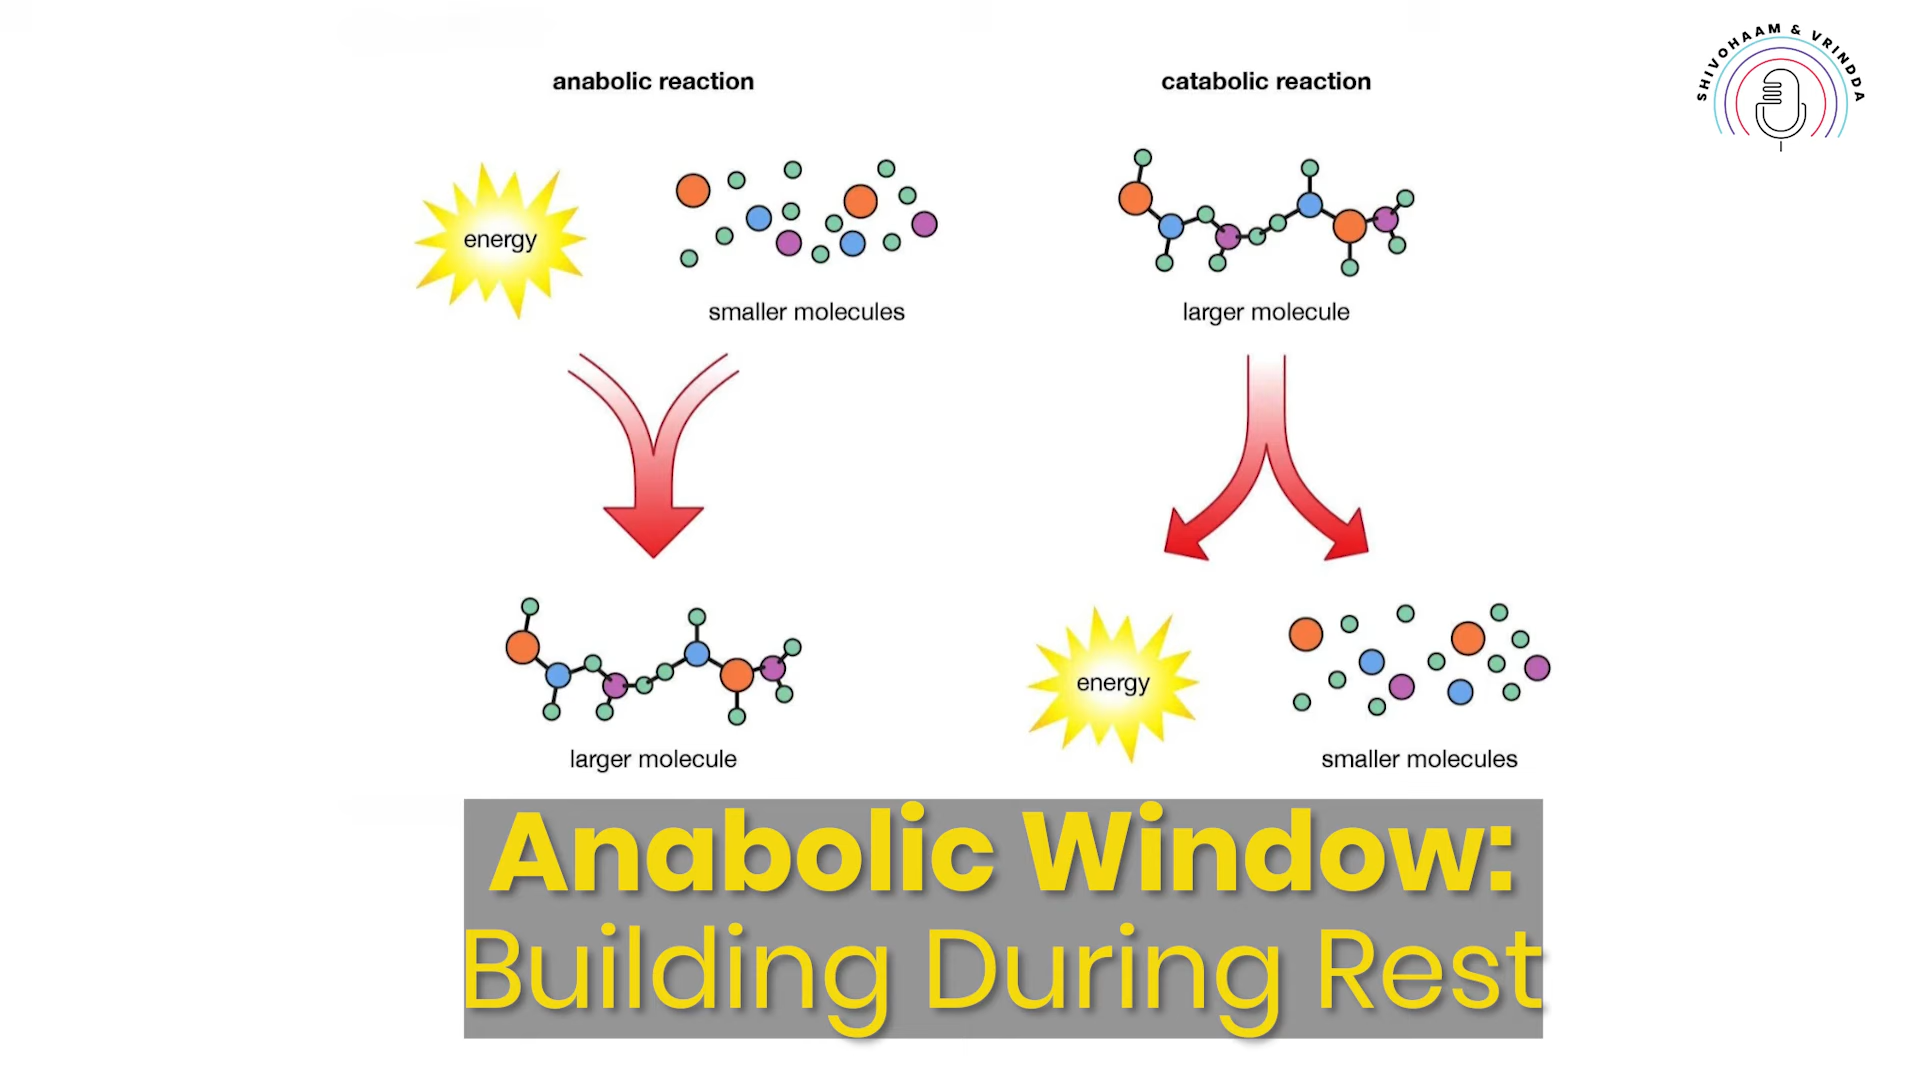 anabolic reaction
catabolic reaction
SHIVOHAAM & VRINDDA
energy
smaller molecules
larger molecule
larger molecule
energy
smaller molecules
Anabolic Window:
Building During Rest